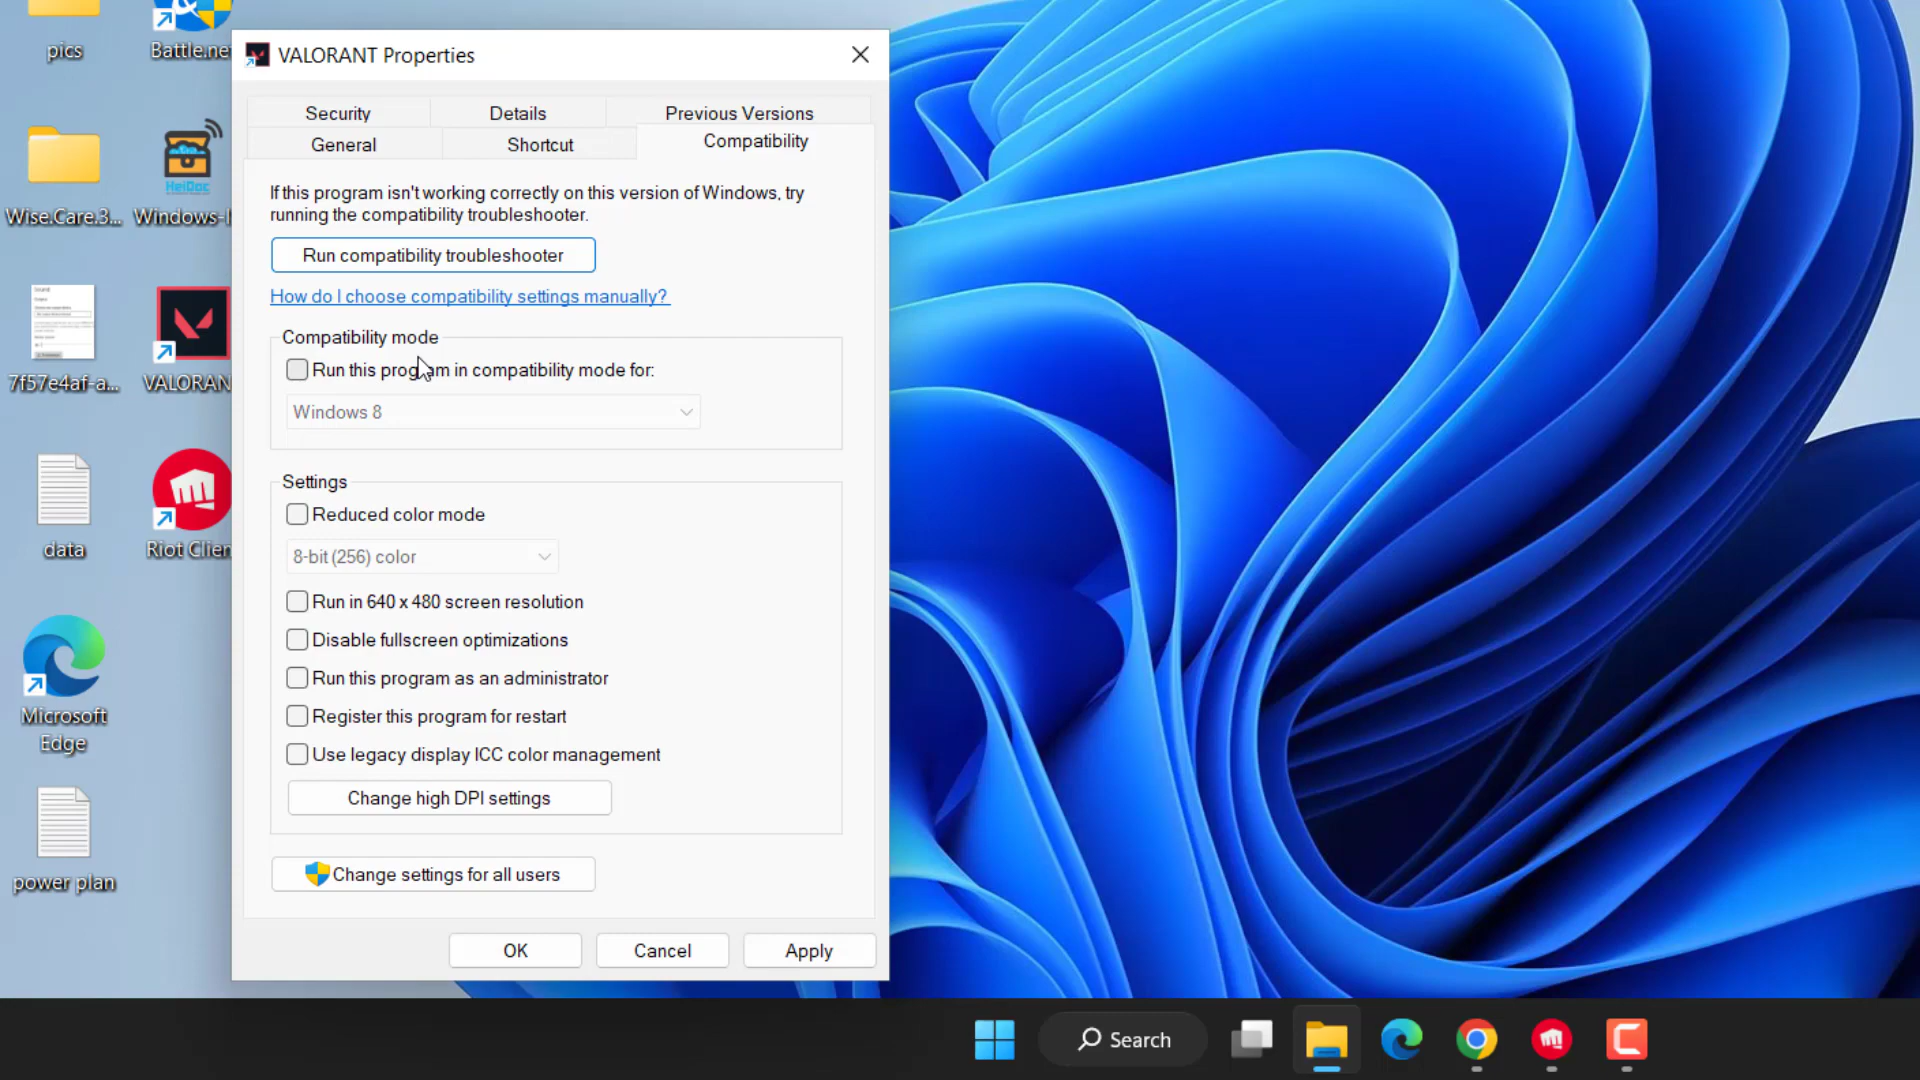 pics
Battle.ne
Wise.Care.3...
Windows-
HeiDoc
7f57e4af-a...
VALORAN
data
Riot Clien
Microsoft
Edge
power plan
VALORANT Properties
Security
Details
Previous Versions
General
Shortcut
Compatibility
If this program isn't working correctly on this version of Windows, try
running the compatibility troubleshooter.
Run compatibility troubleshooter
How do I choose compatibility settings manually?
Compatibility mode
Run this program in compatibility mode for:
Windows 8
Settings
Reduced color mode
8-bit (256) color
Run in 640 x 480 screen resolution
Disable fullscreen optimizations
Run this program as an administrator
Register this program for restart
Use legacy display ICC color management
Change high DPI settings
Change settings for all users
OK
Cancel
Apply
Search